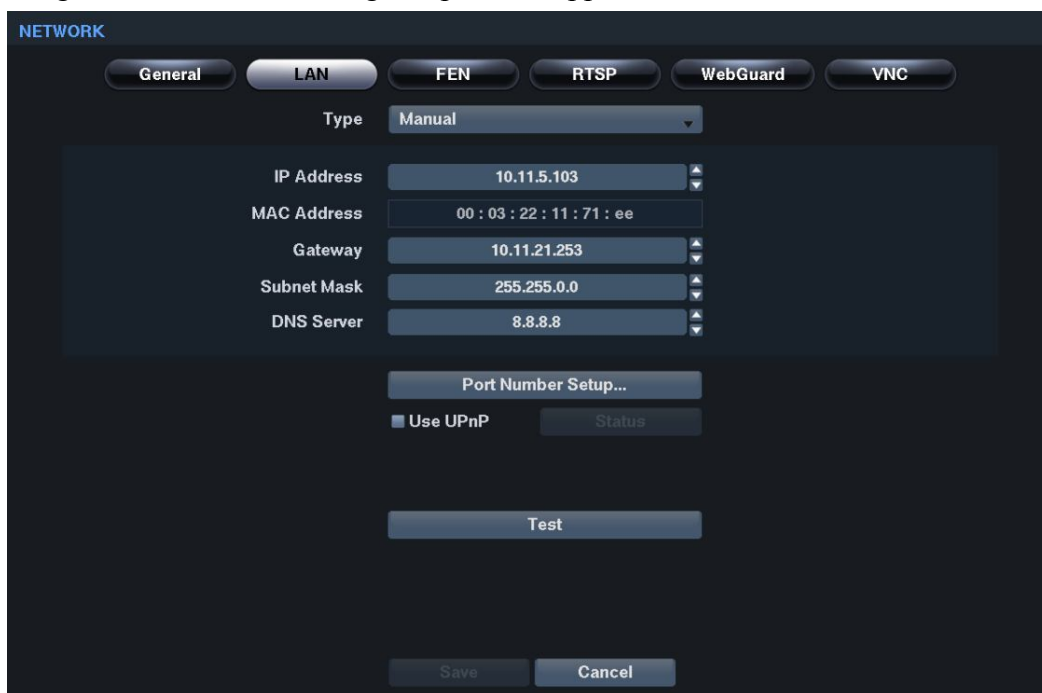 NETWORK
General LAN FEN RTSP WebGuard VNC
Type Manual
IP Address 10.11.5.103
MAC Address 00 : 03 : 22 : 11 : 71 : ee
Gateway 10.11.21.253
Subnet Mask 255.255.0.0
DNS Server 8.8.8.8
Port Number Setup...
Use UPnP Status
Test
Save Cancel